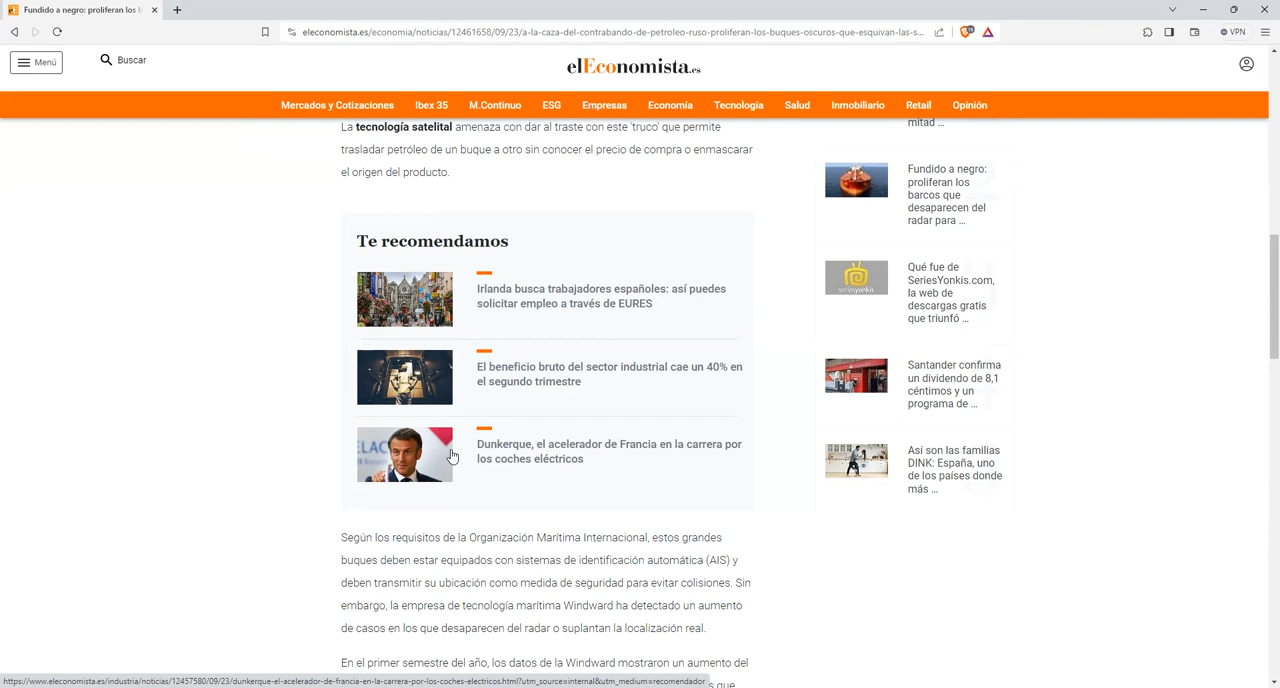 Fundido a negro: proliferan los b
eleconomista.es/economia/noticias/12461658/09/23/a-la-caza-del-contrabando-de-petroleo-ruso-proliferan-los-buques-oscuros-que-esquivan-las-s...
VPN
Menú
Buscar
elEconomista.es
Mercados y Cotizaciones Ibex 35 M.Continuo ESG Empresas Economía Tecnología Salud Inmobiliario Retail Opinión
La tecnología satelital amenaza con dar al traste con este 'truco' que permite
trasladar petróleo de un buque a otro sin conocer el precio de compra o enmascarar
el origen del producto.
Te recomendamos
Irlanda busca trabajadores españoles: así puedes
solicitar empleo a través de EURES
El beneficio bruto del sector industrial cae un 40% en
el segundo trimestre
Dunkerque, el acelerador de Francia en la carrera por
los coches eléctricos
Según los requisitos de la Organización Marítima Internacional, estos grandes
buques deben estar equipados con sistemas de identificación automática (AIS) y
deben transmitir su ubicación como medida de seguridad para evitar colisiones. Sin
embargo, la empresa de tecnología marítima Windward ha detectado un aumento
de casos en los que desaparecen del radar o suplantan la localización real.
En el primer semestre del año, los datos de la Windward mostraron un aumento del
s que
mitad ...
Fundido a negro:
proliferan los
barcos que
desaparecen del
radar para ...
seriesyonkis
Qué fue de
SeriesYonkis.com,
la web de
descargas gratis
que triunfó ...
Santander confirma
un dividendo de 8,1
céntimos y un
programa de ...
Así son las familias
DINK: España, uno
de los países donde
más ...
https://www.eleconomista.es/industria/noticias/12457580/09/23/dunkerque-el-acelerador-de-francia-en-la-carrera-por-los-coches-electricos.html?utm_source=internal&utm_medium=recomendador